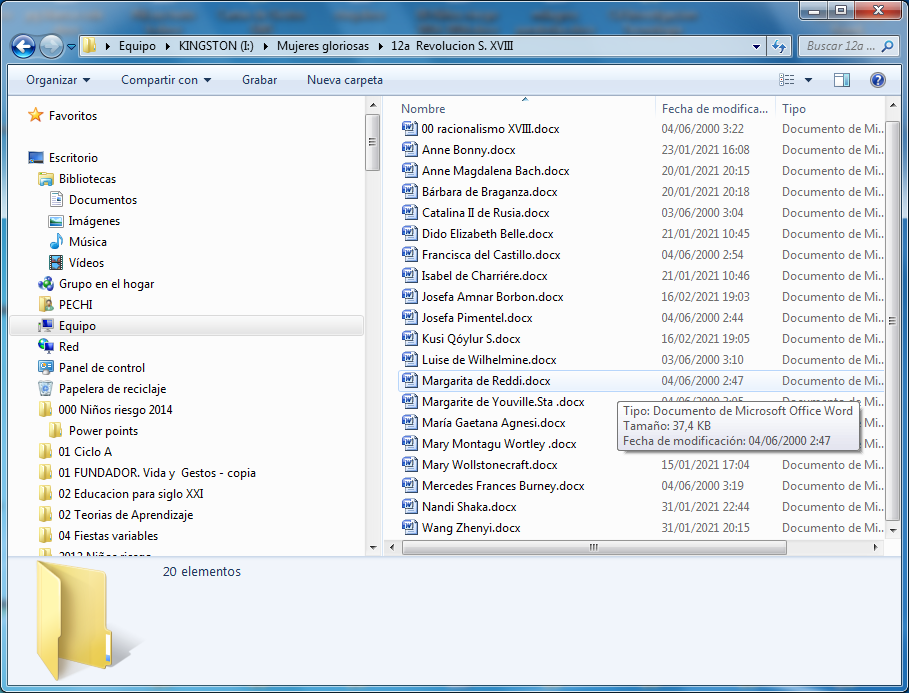 Equipo ▸ KINGSTON (I:) ▸ Mujeres gloriosas ▸ 12a Revolucion S. XVIII
Buscar 12a ...
Organizar Compartir con Grabar Nueva carpeta
Favoritos
Escritorio
Bibliotecas
Documentos
Imágenes
Música
Vídeos
Grupo en el hogar
PECHI
Equipo
Red
Panel de control
Papelera de reciclaje
000 Niños riesgo 2014
Power points
01 Ciclo A
01 FUNDADOR. Vida y Gestos - copia
02 Educacion para siglo XXI
02 Teorias de Aprendizaje
04 Fiestas variables
Nombre Fecha de modifica... Tipo
00 racionalismo XVIII.docx 04/06/2000 3:22 Documento de Mi...
Anne Bonny.docx 23/01/2021 16:08 Documento de Mi...
Anne Magdalena Bach.docx 20/01/2021 20:15 Documento de Mi...
Bárbara de Braganza.docx 20/01/2021 20:18 Documento de Mi...
Catalina II de Rusia.docx 03/06/2000 3:04 Documento de Mi...
Dido Elizabeth Belle.docx 21/01/2021 10:45 Documento de Mi...
Francisca del Castillo.docx 04/06/2000 2:54 Documento de Mi...
Isabel de Charriére.docx 21/01/2021 10:46 Documento de Mi...
Josefa Amnar Borbon.docx 16/02/2021 19:03 Documento de Mi...
Josefa Pimentel.docx 04/06/2000 2:44 Documento de Mi...
Kusi Qóylur S.docx 16/02/2021 19:05 Documento de Mi...
Luise de Wilhelmine.docx 03/06/2000 3:10 Documento de Mi...
Margarita de Reddi.docx 04/06/2000 2:47 Documento de Mi...
Margarite de Youville.Sta .docx
María Gaetana Agnesi.docx
Mary Montagu Wortley .docx
Mary Wollstonecraft.docx 15/01/2021 17:04 Documento de Mi...
Mercedes Frances Burney.docx 04/06/2000 3:19 Documento de Mi...
Nandi Shaka.docx 31/01/2021 22:44 Documento de Mi...
Wang Zhenyi.docx 31/01/2021 20:15 Documento de Mi...
Tipo: Documento de Microsoft Office Word
Tamaño: 37,4 KB
Fecha de modificación: 04/06/2000 2:47
20 elementos